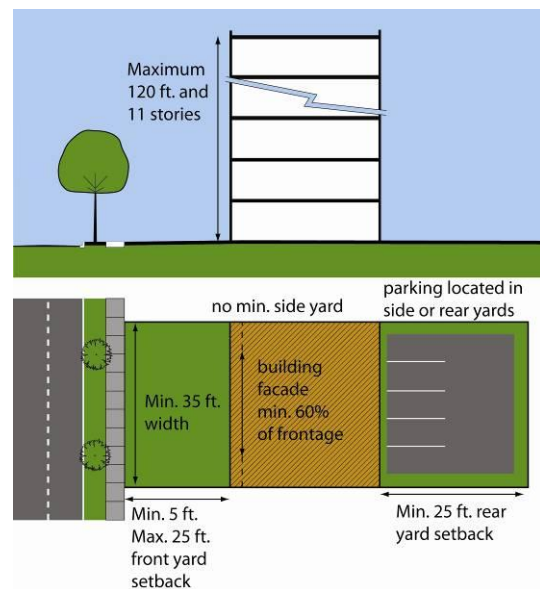 Maximum
120 ft. and
11 stories
no min. side yard
parking located in
side or rear yards
Min. 35 ft.
width
building
facade
min. 60%
of frontage
Min. 5 ft.
Max. 25 ft.
front yard
setback
Min. 25 ft. rear
yard setback